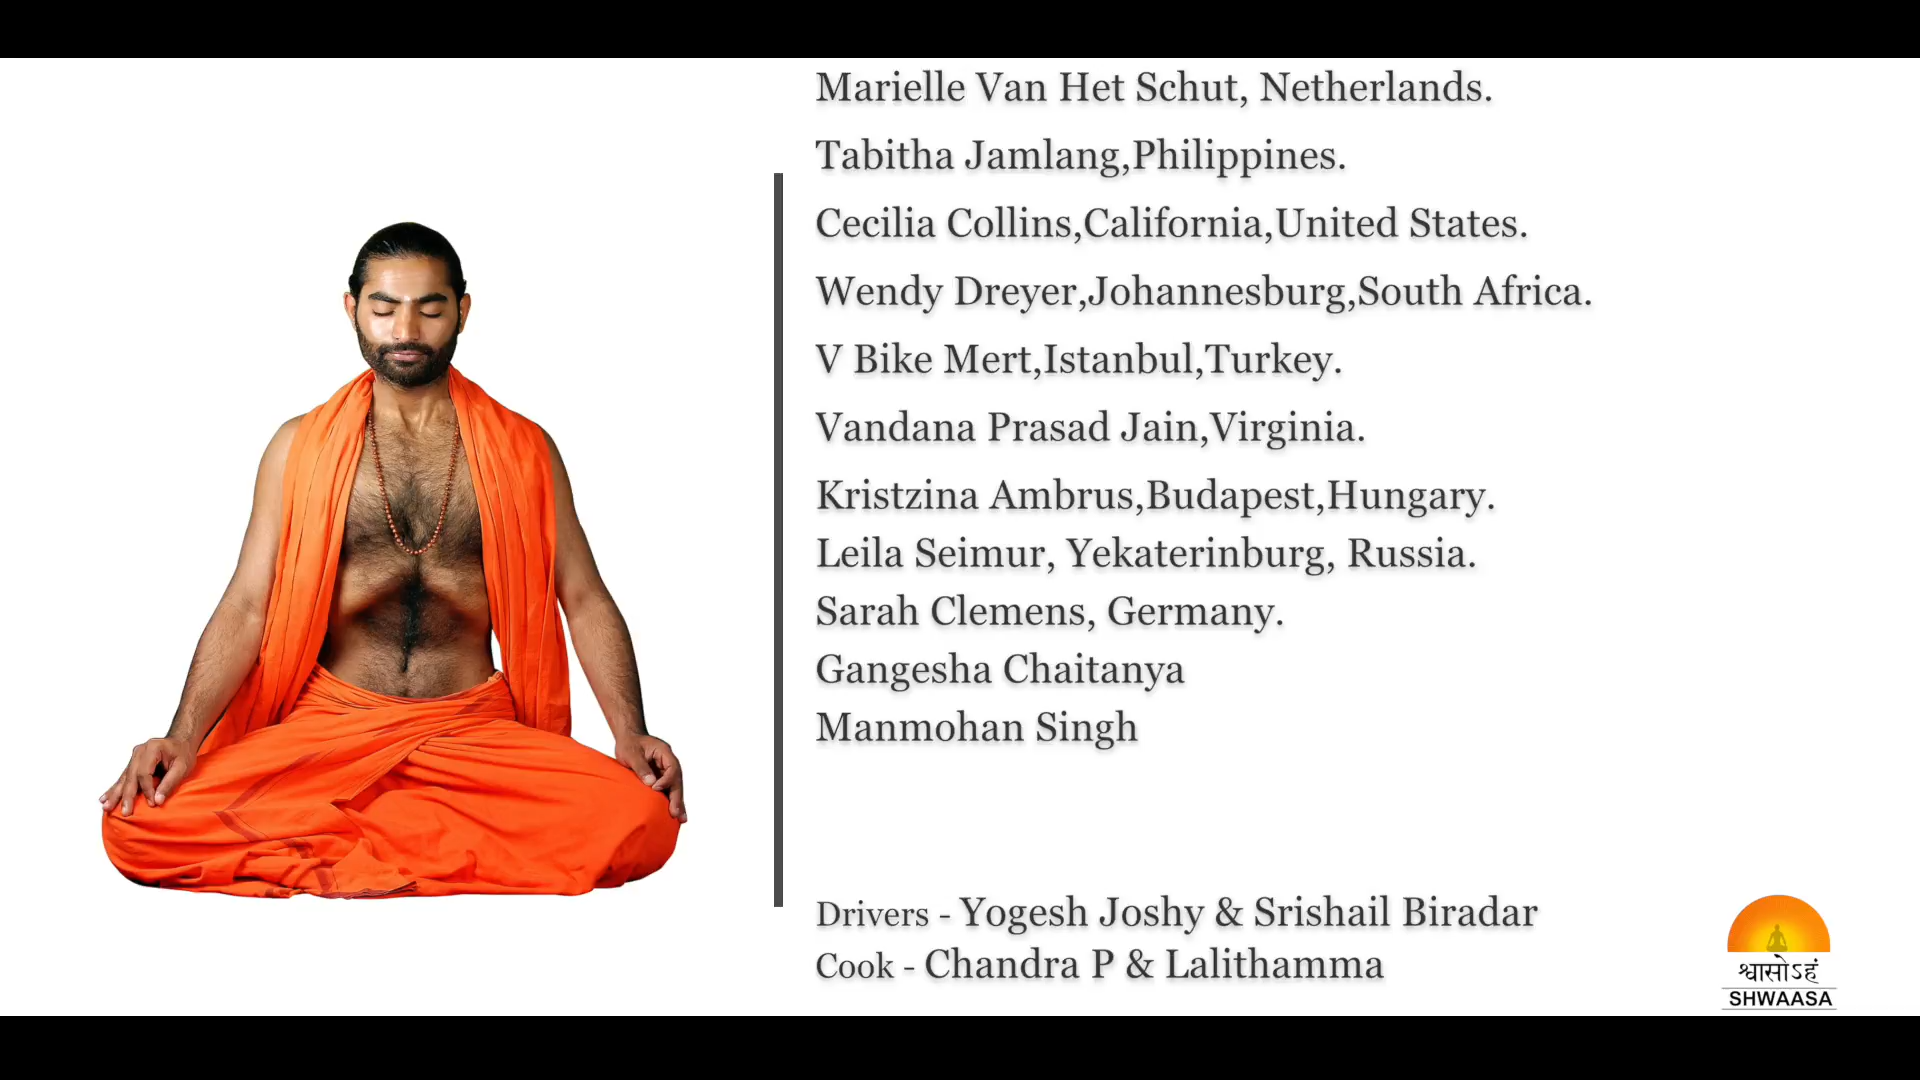 Marielle Van Het Schut, Netherlands.
Tabitha Jamlang,Philippines.
Cecilia Collins,California,United States.
Wendy Dreyer,Johannesburg,South Africa.
V Bike Mert,Istanbul,Turkey.
Vandana Prasad Jain,Virginia.
Kristzina Ambrus,Budapest,Hungary.
Leila Seimur, Yekaterinburg, Russia.
Sarah Clemens, Germany.
Gangesha Chaitanya
Manmohan Singh
Drivers - Yogesh Joshy & Srishail Biradar
Cook - Chandra P & Lalithamma
श्वासोऽहं
SHWAASA